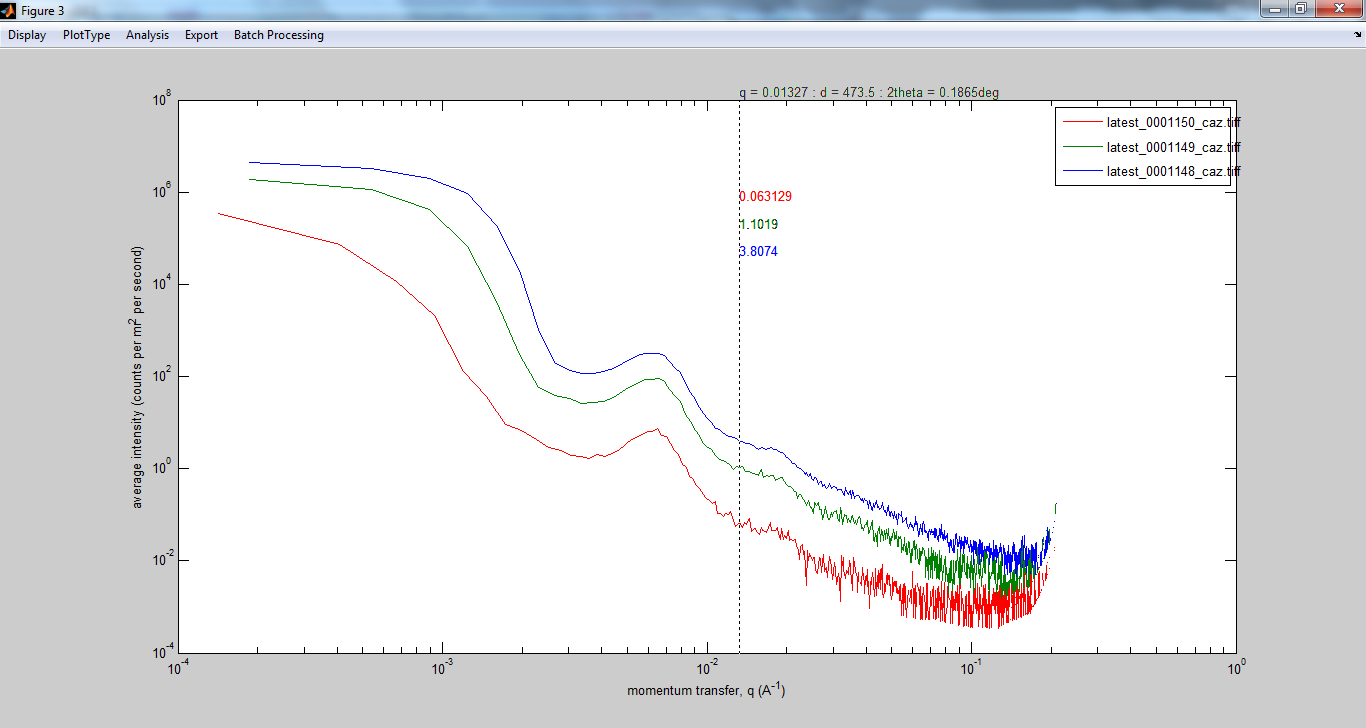 Figure 3
Display PlotType Analysis Export Batch Processing
q = 0.01327 : d = 473.5 : 2theta = 0.1865deg
latest_0001150_caz.tiff
latest_0001149_caz.tiff
latest_0001148_caz.tiff
0.063129
1.1019
3.8074
10^8
10^6
10^4
10^2
10^0
10^-2
10^-4
average intensity (counts per m^2 per second)
10^-4 10^-3 10^-2 10^-1 10^0
momentum transfer, q (A^-1)